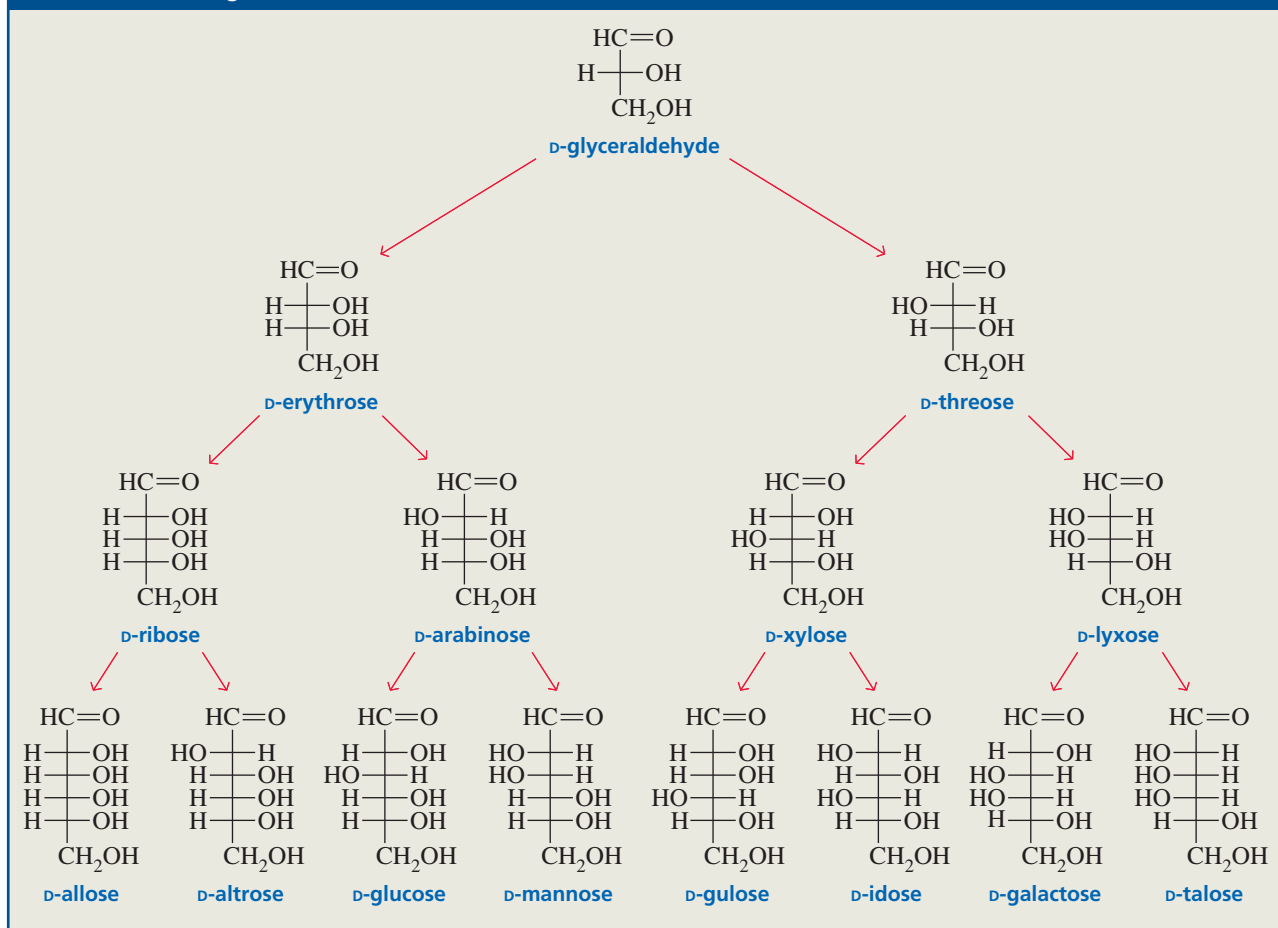 HC=O
H OH
CH₂OH
D-glyceraldehyde
HC=O HC=O
H OH HO H
H OH H OH
CH₂OH CH₂OH
D-erythrose D-threose
HC=O HC=O HC=O HC=O
H OH HO H H OH HO H
H OH H OH HO H HO H
H OH H OH H OH H OH
CH₂OH CH₂OH CH₂OH CH₂OH
D-ribose D-arabinose D-xylose D-lyxose
HC=O HC=O HC=O HC=O HC=O HC=O HC=O HC=O
H OH HO H H OH HO H H OH HO H H OH HO H
H OH H OH HO H HO H H OH H OH HO H HO H
H OH H OH H OH H OH HO H HO H HO H HO H
H OH H OH H OH H OH H OH H OH H OH H OH
CH₂OH CH₂OH CH₂OH CH₂OH CH₂OH CH₂OH CH₂OH CH₂OH
D-allose D-altrose D-glucose D-mannose D-gulose D-idose D-galactose D-talose